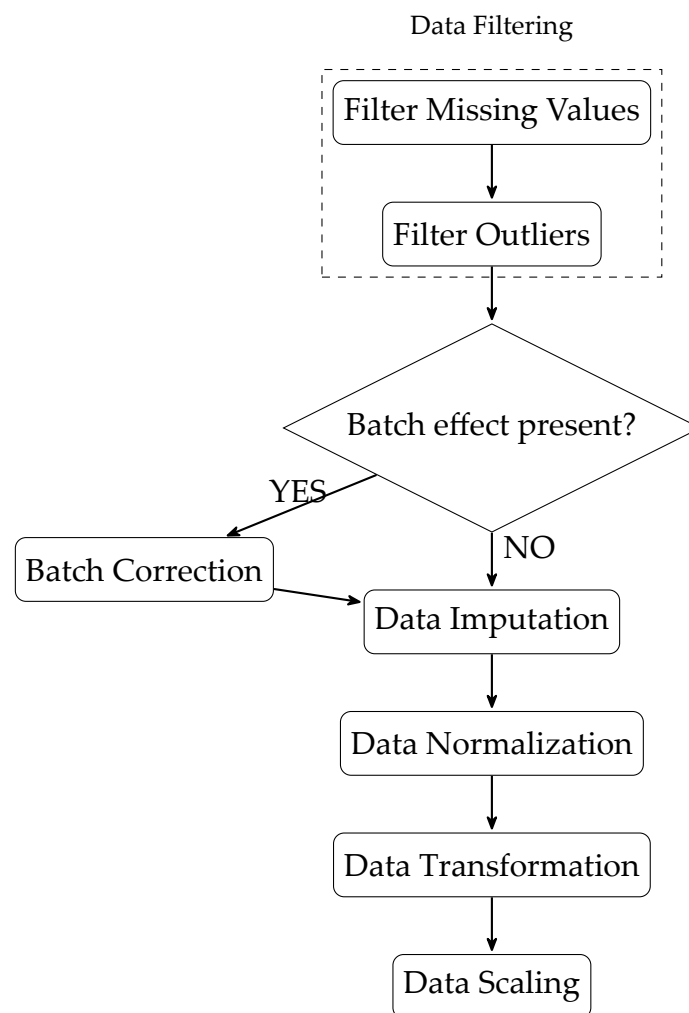 Data Filtering
Filter Missing Values
Filter Outliers
Batch effect present?
YES
NO
Batch Correction
Data Imputation
Data Normalization
Data Transformation
Data Scaling